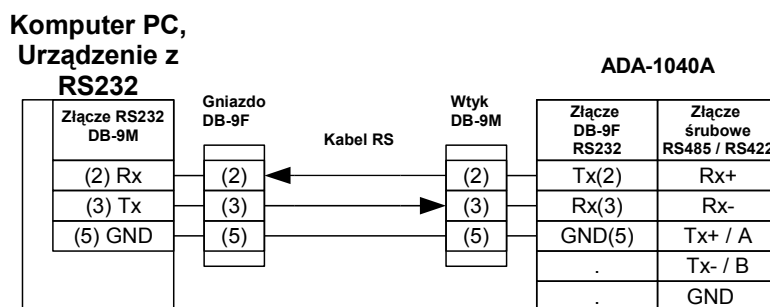 Komputer PC,
Urządzenie z
RS232
ADA-1040A
Złącze RS232
DB-9M
Gniazdo
DB-9F
Kabel RS
Wtyk
DB-9M
Złącze
DB-9F
RS232
Złącze
śrubowe
RS485 / RS422
(2) Rx
(2)
(2)
Tx(2)
Rx+
(3) Tx
(3)
(3)
Rx(3)
Rx-
(5) GND
(5)
(5)
GND(5)
Tx+ / A
.
Tx- / B
.
GND